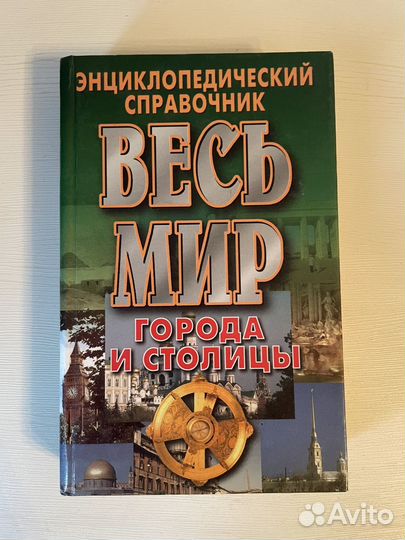 ЭНЦИКЛОПЕДИЧЕСКИЙ
СПРАВОЧНИК
ВЕСЬ
МИР
ГОРОДА
И СТОЛИЦЫ
Avito